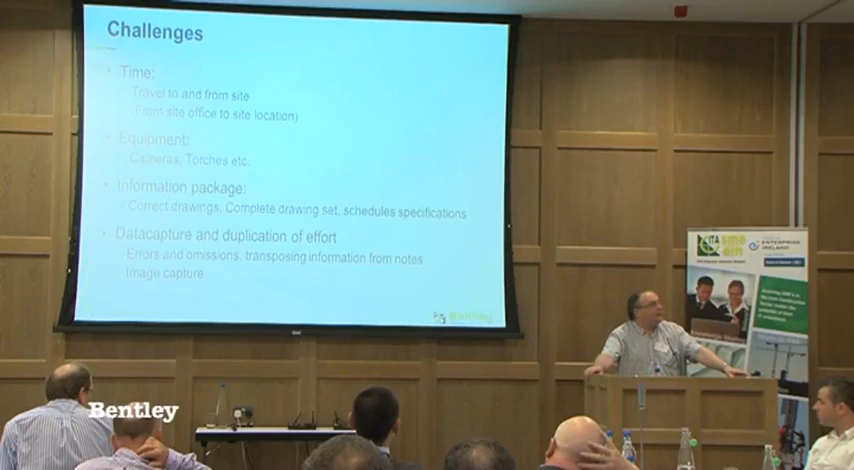 Challenges
• Time:
Travel to and from site
(From site office to site location)
• Equipment:
- Cameras, Torches etc.
• Information package:
- Correct drawings, Complete drawing set, schedules specifications
• Datacapture and duplication of effort
- Errors and omissions, transposing information from notes
Image capture
Bentley
ITA
ENTERPRISE
IRELAND
Bentley